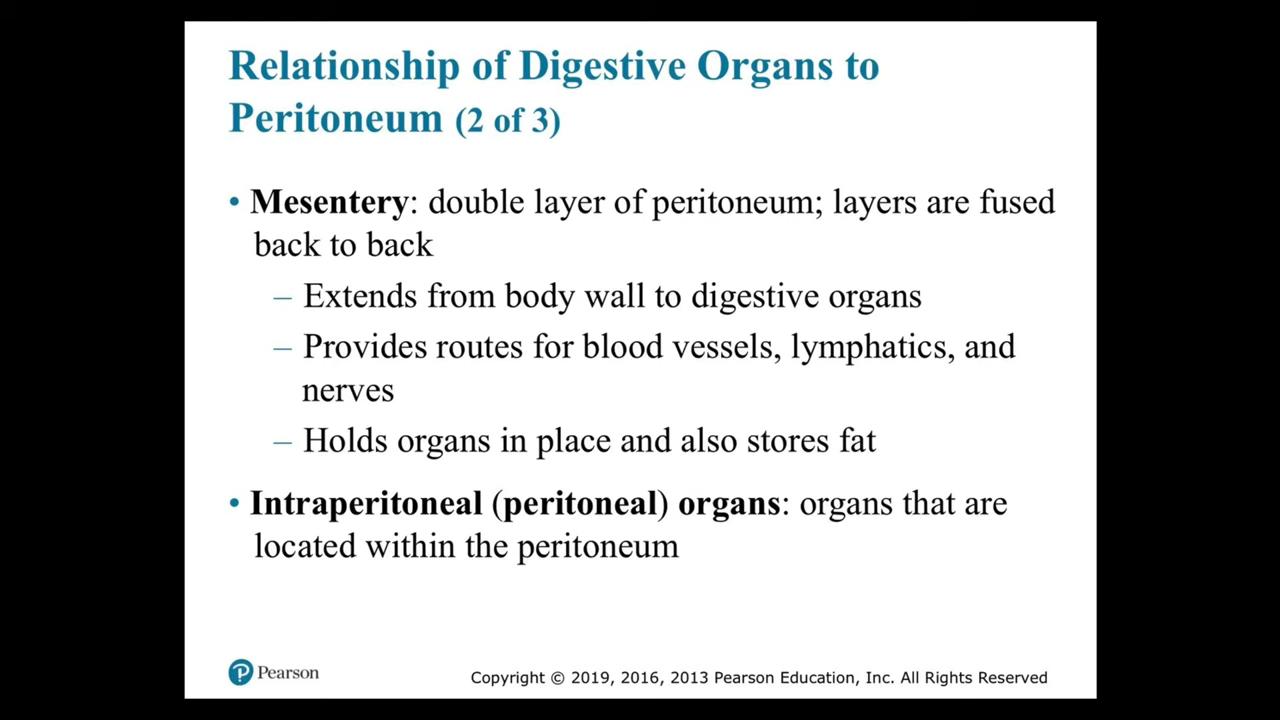 Relationship of Digestive Organs to
Peritoneum (2 of 3)
• Mesentery: double layer of peritoneum; layers are fused
back to back
– Extends from body wall to digestive organs
– Provides routes for blood vessels, lymphatics, and
nerves
– Holds organs in place and also stores fat
• Intraperitoneal (peritoneal) organs: organs that are
located within the peritoneum
P Pearson
Copyright © 2019, 2016, 2013 Pearson Education, Inc. All Rights Reserved